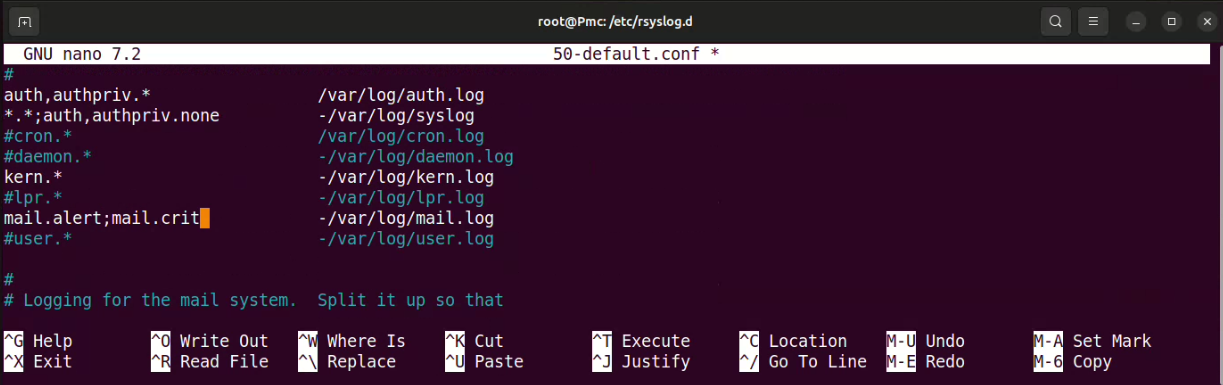 root@Pmc: /etc/rsyslog.d
GNU nano 7.2 50-default.conf *
#
auth,authpriv.* /var/log/auth.log
*.*;auth,authpriv.none -/var/log/syslog
#cron.* /var/log/cron.log
#daemon.* -/var/log/daemon.log
kern.* -/var/log/kern.log
#lpr.* -/var/log/lpr.log
mail.alert;mail.crit -/var/log/mail.log
#user.* -/var/log/user.log
#
# Logging for the mail system.  Split it up so that
^G Help ^O Write Out ^W Where Is ^K Cut ^T Execute ^C Location M-U Undo M-A Set Mark
^X Exit ^R Read File ^\ Replace ^U Paste ^J Justify ^/ Go To Line M-E Redo M-6 Copy